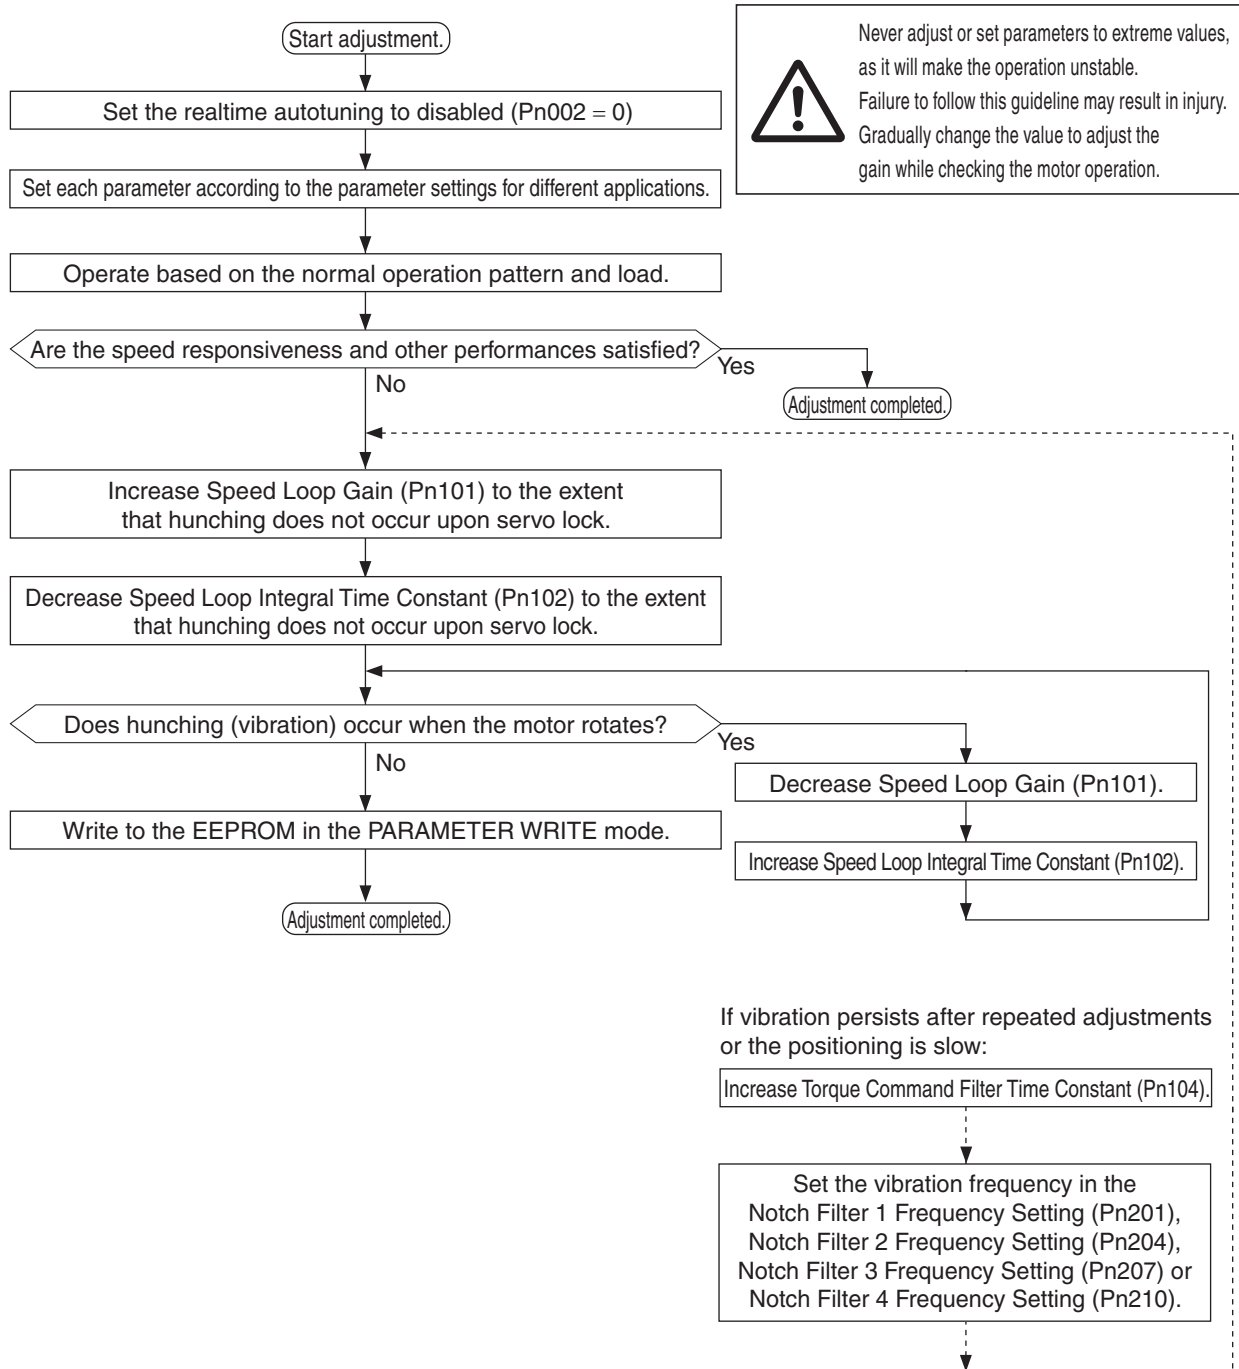 Start adjustment.
Never adjust or set parameters to extreme values,
as it will make the operation unstable.
Failure to follow this guideline may result in injury.
Gradually change the value to adjust the
gain while checking the motor operation.
Set the realtime autotuning to disabled (Pn002 = 0)
Set each parameter according to the parameter settings for different applications.
Operate based on the normal operation pattern and load.
Are the speed responsiveness and other performances satisfied?
Yes
No
Adjustment completed.
Increase Speed Loop Gain (Pn101) to the extent
that hunching does not occur upon servo lock.
Decrease Speed Loop Integral Time Constant (Pn102) to the extent
that hunching does not occur upon servo lock.
Does hunching (vibration) occur when the motor rotates?
Yes
No
Decrease Speed Loop Gain (Pn101).
Write to the EEPROM in the PARAMETER WRITE mode.
Increase Speed Loop Integral Time Constant (Pn102).
Adjustment completed.
If vibration persists after repeated adjustments
or the positioning is slow:
Increase Torque Command Filter Time Constant (Pn104).
Set the vibration frequency in the
Notch Filter 1 Frequency Setting (Pn201),
Notch Filter 2 Frequency Setting (Pn204),
Notch Filter 3 Frequency Setting (Pn207) or
Notch Filter 4 Frequency Setting (Pn210).